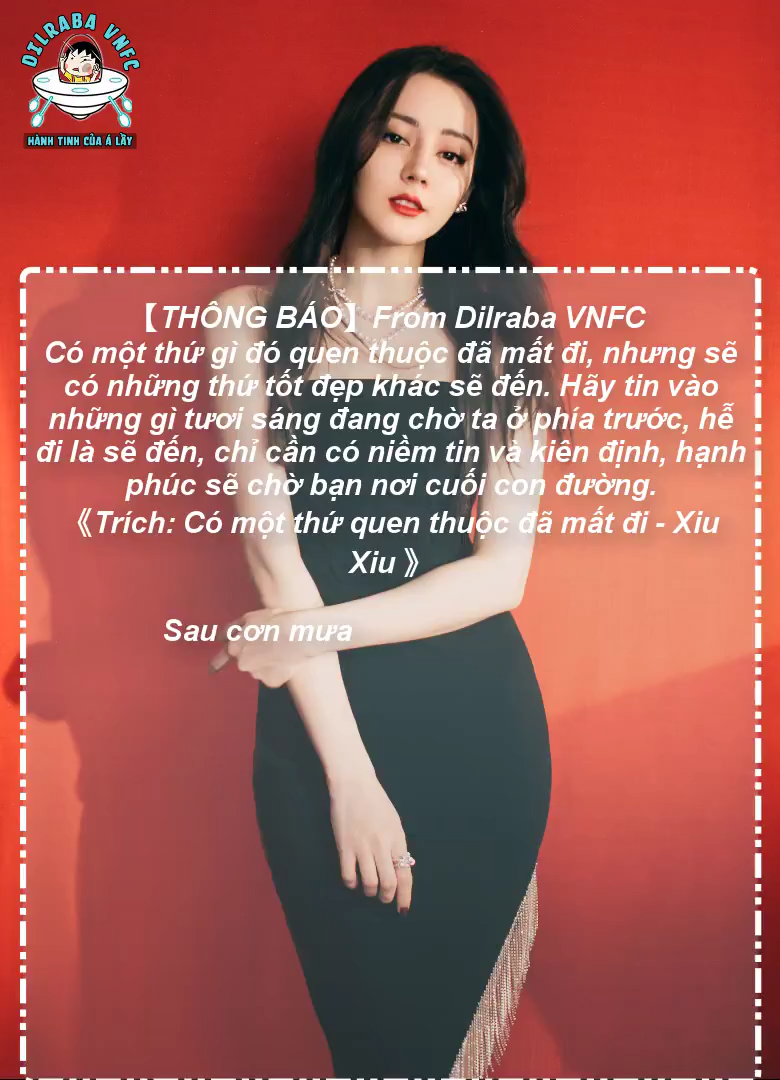 DILRABA VNFC
HÀNH TINH CỦA Á LẦY
【THÔNG BÁO】From Dilraba VNFC
Có một thứ gì đó quen thuộc đã mất đi, nhưng sẽ
có những thứ tốt đẹp khác sẽ đến. Hãy tin vào
những gì tươi sáng đang chờ ta ở phía trước, hễ
đi là sẽ đến, chỉ cần có niềm tin và kiên định, hạnh
phúc sẽ chờ bạn nơi cuối con đường.
《Trích: Có một thứ quen thuộc đã mất đi - Xiu
Xiu 》
Sau cơn mưa